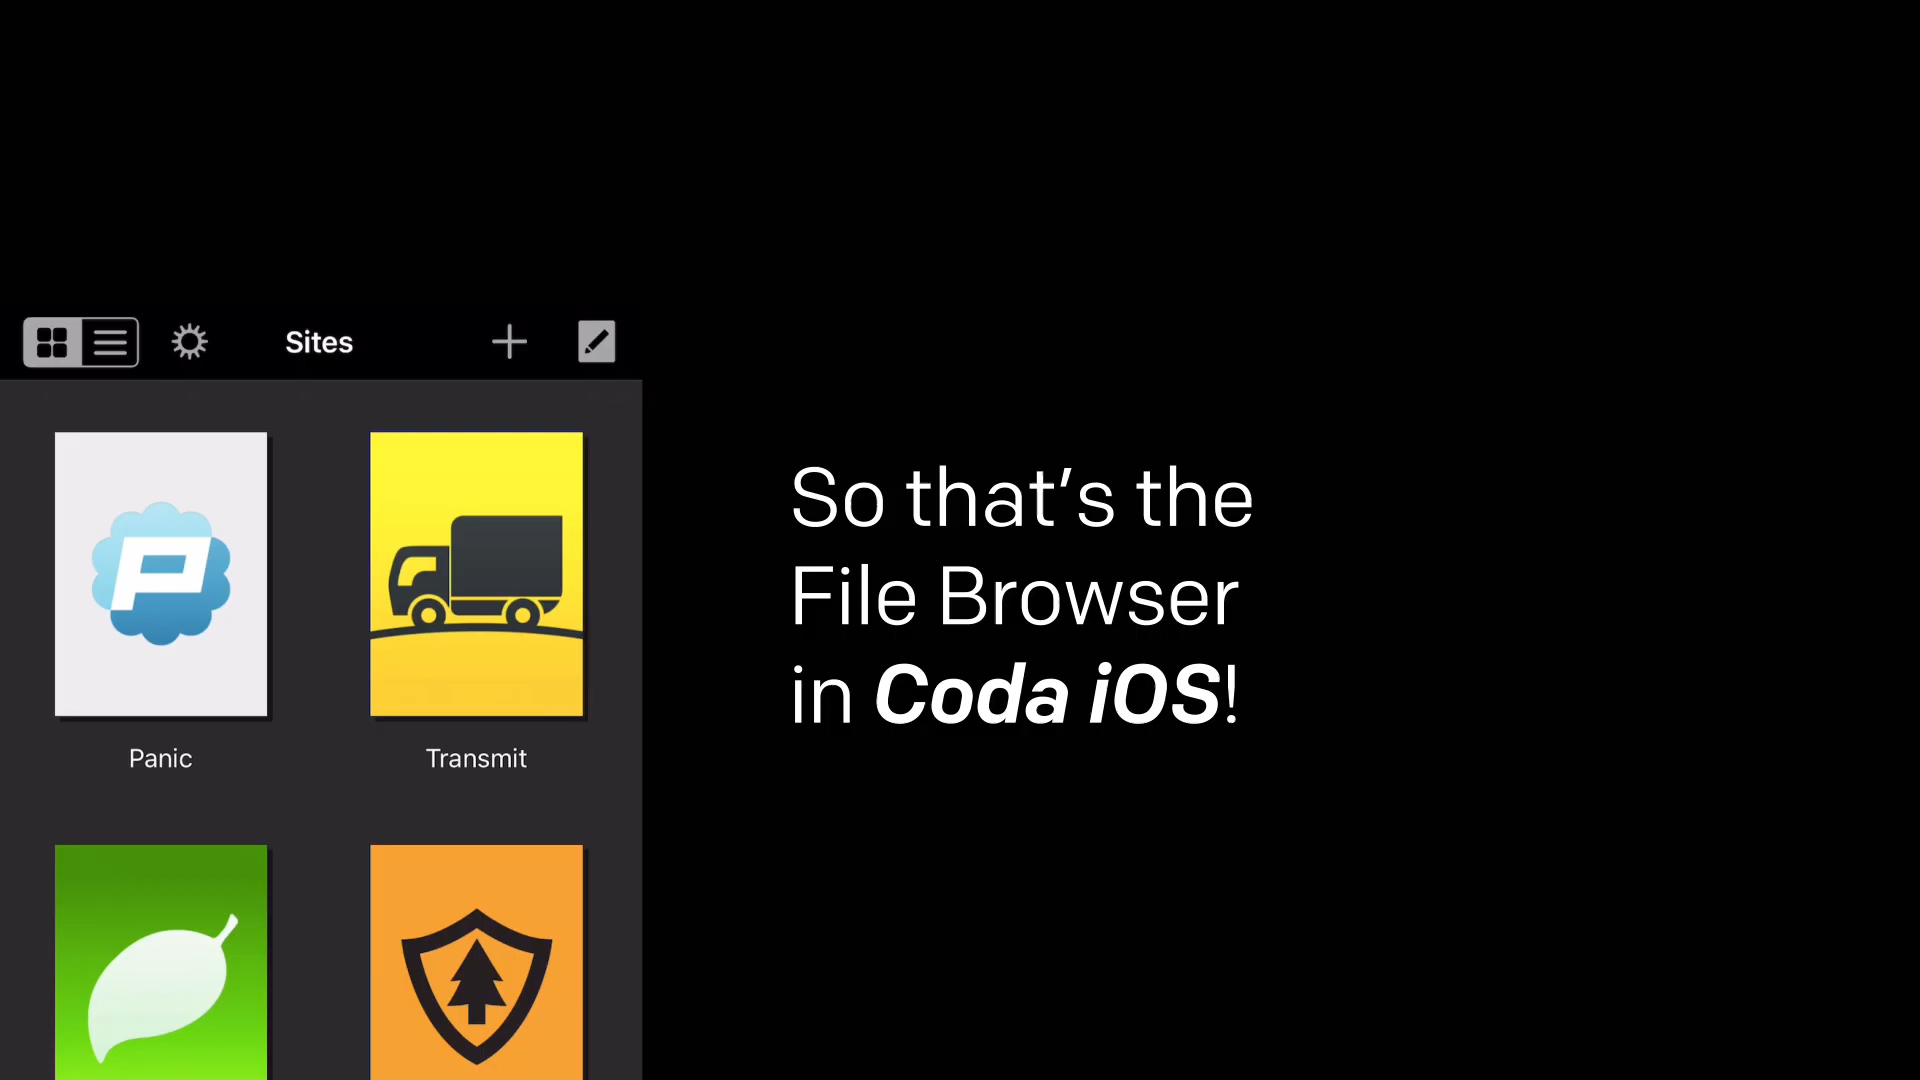 Sites
Panic
Transmit
So that’s the
File Browser
in Coda iOS!